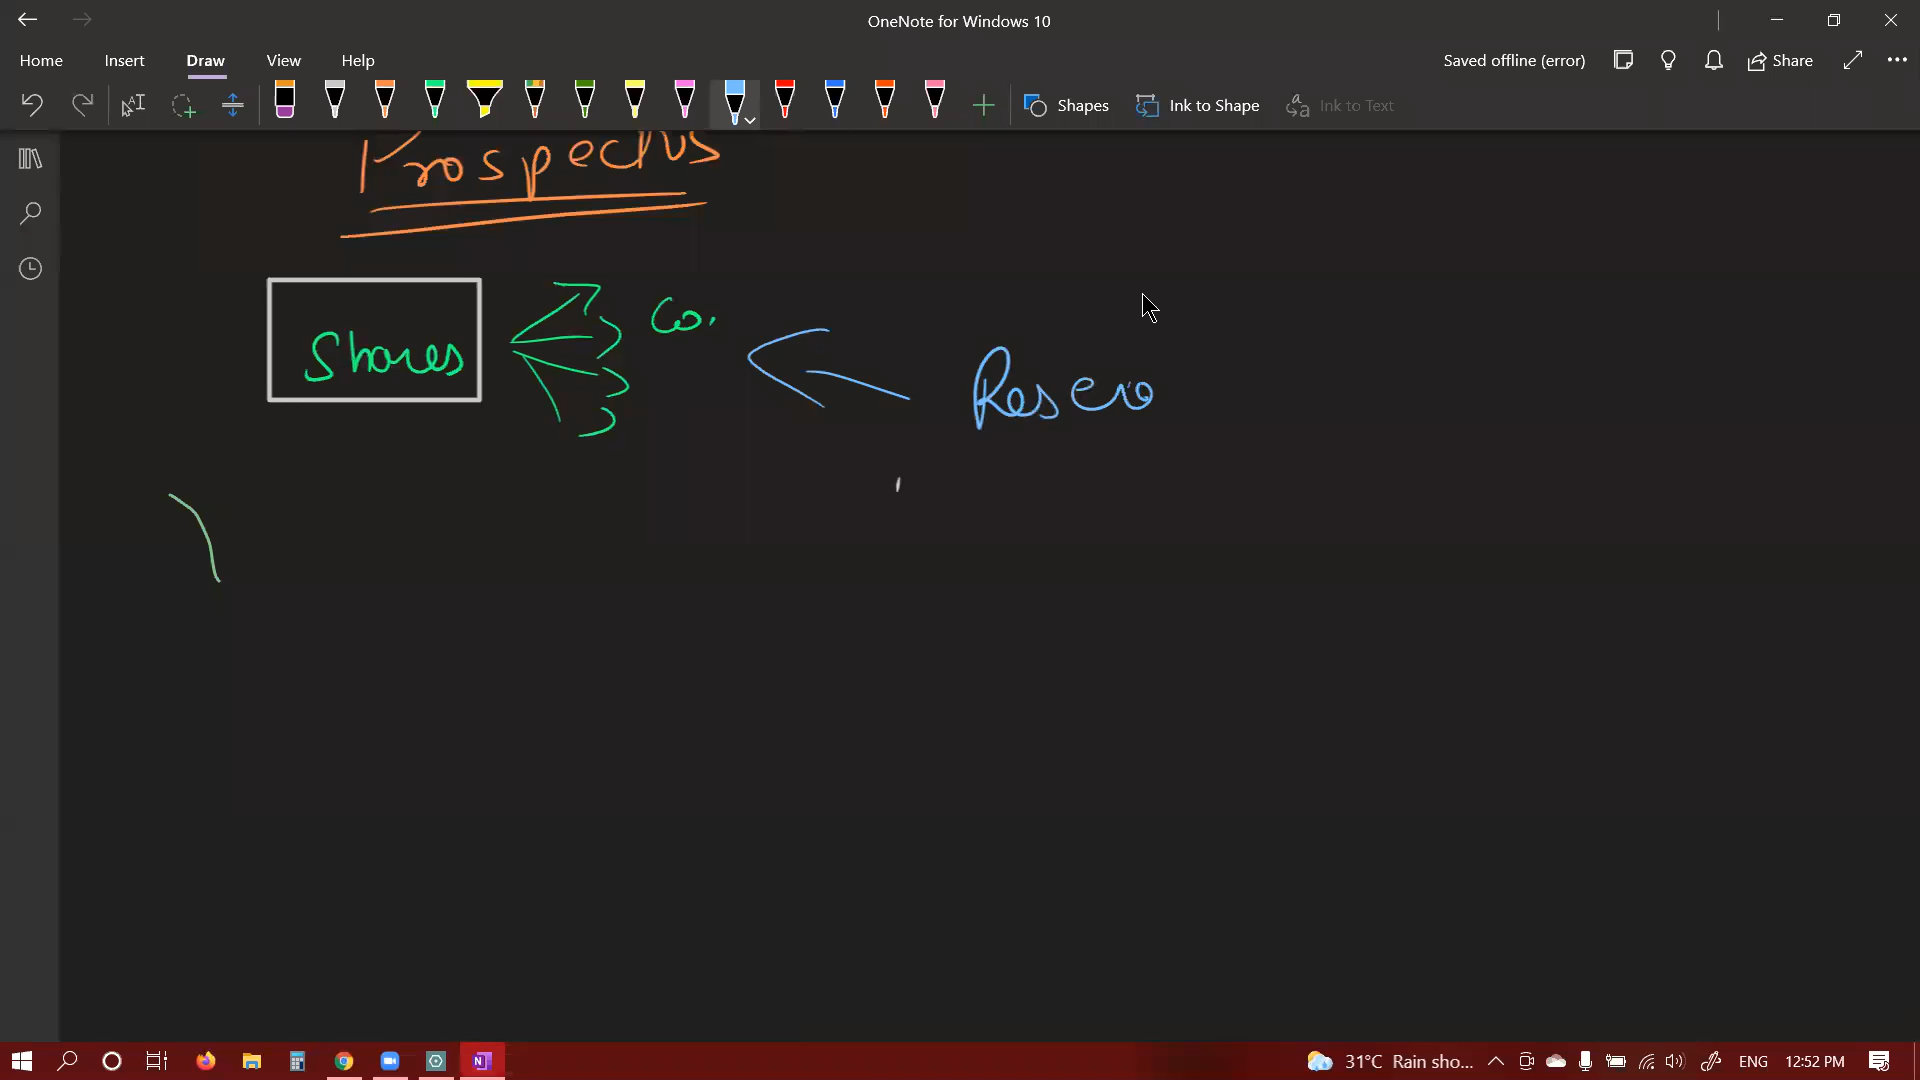 OneNote for Windows 10
Home Insert Draw View Help Saved offline (error) Share
Shapes Ink to Shape Ink to Text
Prospectus
Shares
Co.
31°C Rain sho... ENG 12:52 PM